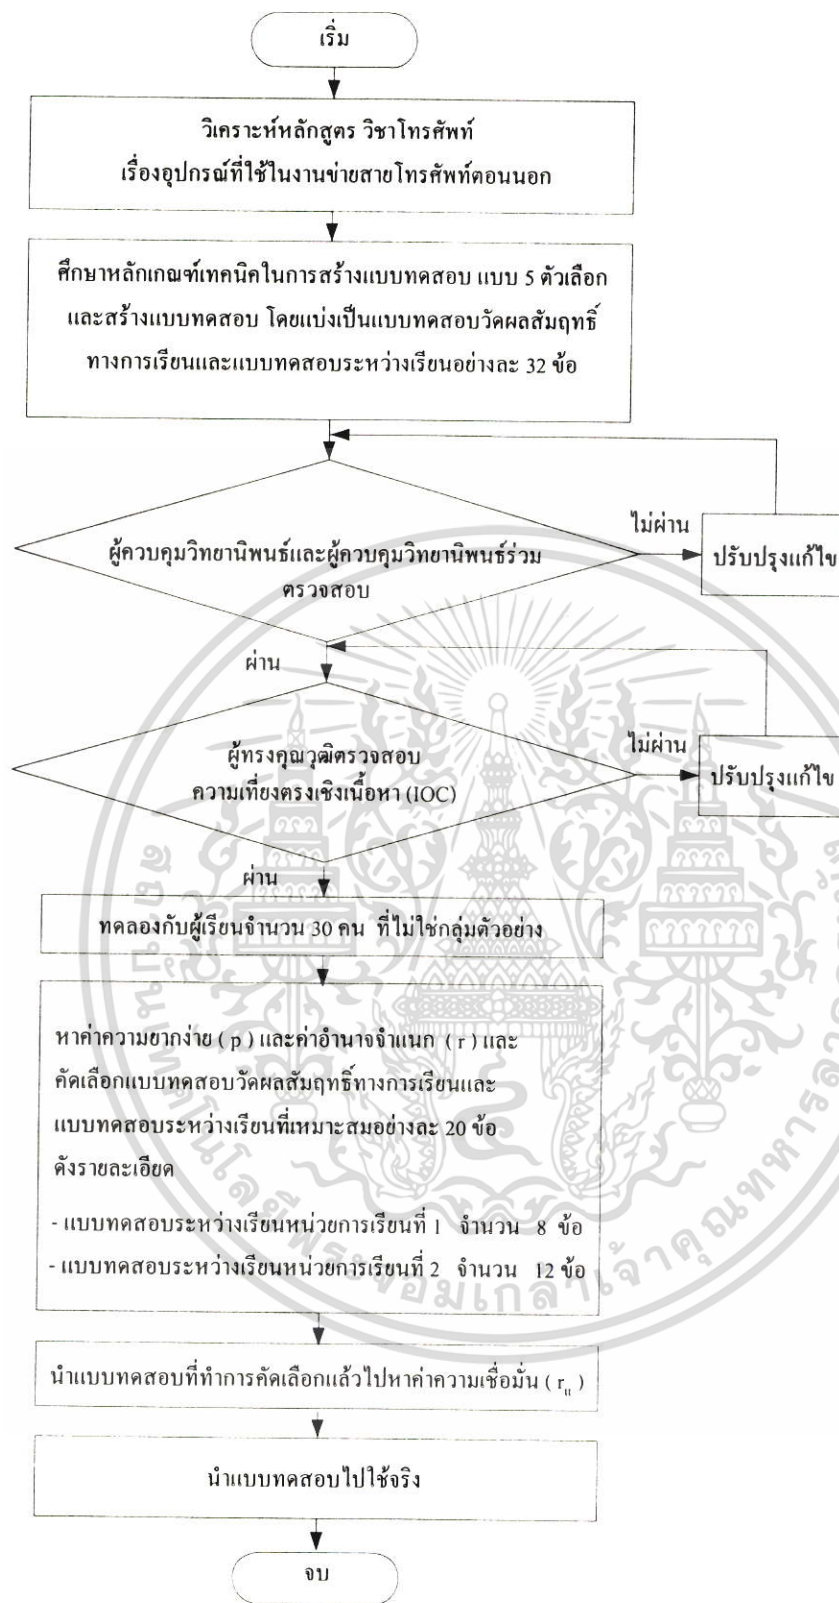 เริ่ม
วิเคราะห์หลักสูตร วิชาโทรศัพท์
เรื่องอุปกรณ์ที่ใช้ในงานข่ายสายโทรศัพท์ตอนนอก
ศึกษาหลักเกณฑ์เทคนิคในการสร้างแบบทดสอบ แบบ 5 ตัวเลือก
และสร้างแบบทดสอบ โดยแบ่งเป็นแบบทดสอบวัดผลสัมฤทธิ์
ทางการเรียนและแบบทดสอบระหว่างเรียนอย่างละ 32 ข้อ
ผู้ควบคุมวิทยานิพนธ์และผู้ควบคุมวิทยานิพนธ์ร่วม
ตรวจสอบ
ไม่ผ่าน
ปรับปรุงแก้ไข
ผ่าน
ผู้ทรงคุณวุฒิตรวจสอบ
ความเที่ยงตรงเชิงเนื้อหา (IOC)
ไม่ผ่าน
ปรับปรุงแก้ไข
ผ่าน
ทดลองกับผู้เรียนจำนวน 30 คน ที่ไม่ใช่กลุ่มตัวอย่าง
หาค่าความยากง่าย ( p ) และค่าอำนาจจำแนก ( r ) และ
คัดเลือกแบบทดสอบวัดผลสัมฤทธิ์ทางการเรียนและ
แบบทดสอบระหว่างเรียนที่เหมาะสมอย่างละ 20 ข้อ
ดังรายละเอียด
- แบบทดสอบระหว่างเรียนหน่วยการเรียนที่ 1 จำนวน 8 ข้อ
- แบบทดสอบระหว่างเรียนหน่วยการเรียนที่ 2 จำนวน 12 ข้อ
นำแบบทดสอบที่ทำการคัดเลือกแล้วไปหาค่าความเชื่อมั่น ( r<sub>tt</sub> )
นำแบบทดสอบไปใช้จริง
จบ